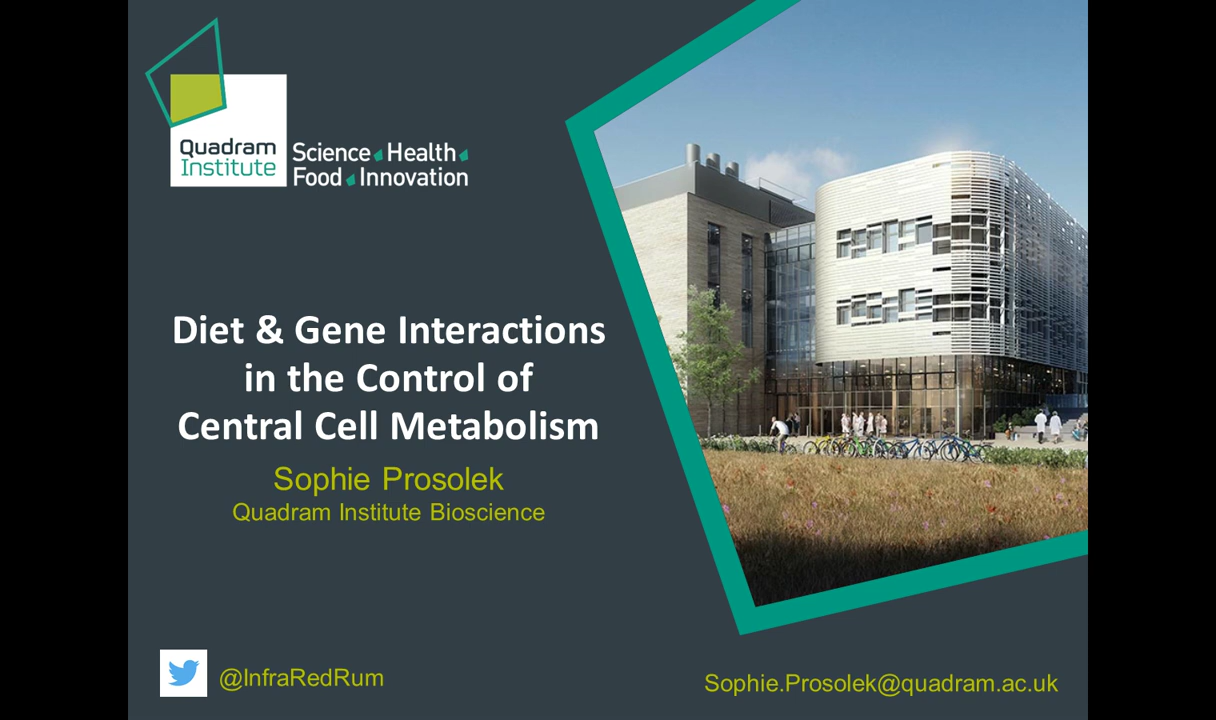 Quadram
Institute
Science Health
Food Innovation
Diet & Gene Interactions
in the Control of
Central Cell Metabolism
Sophie Prosolek
Quadram Institute Bioscience
@InfraRedRum
Sophie.Prosolek@quadram.ac.uk